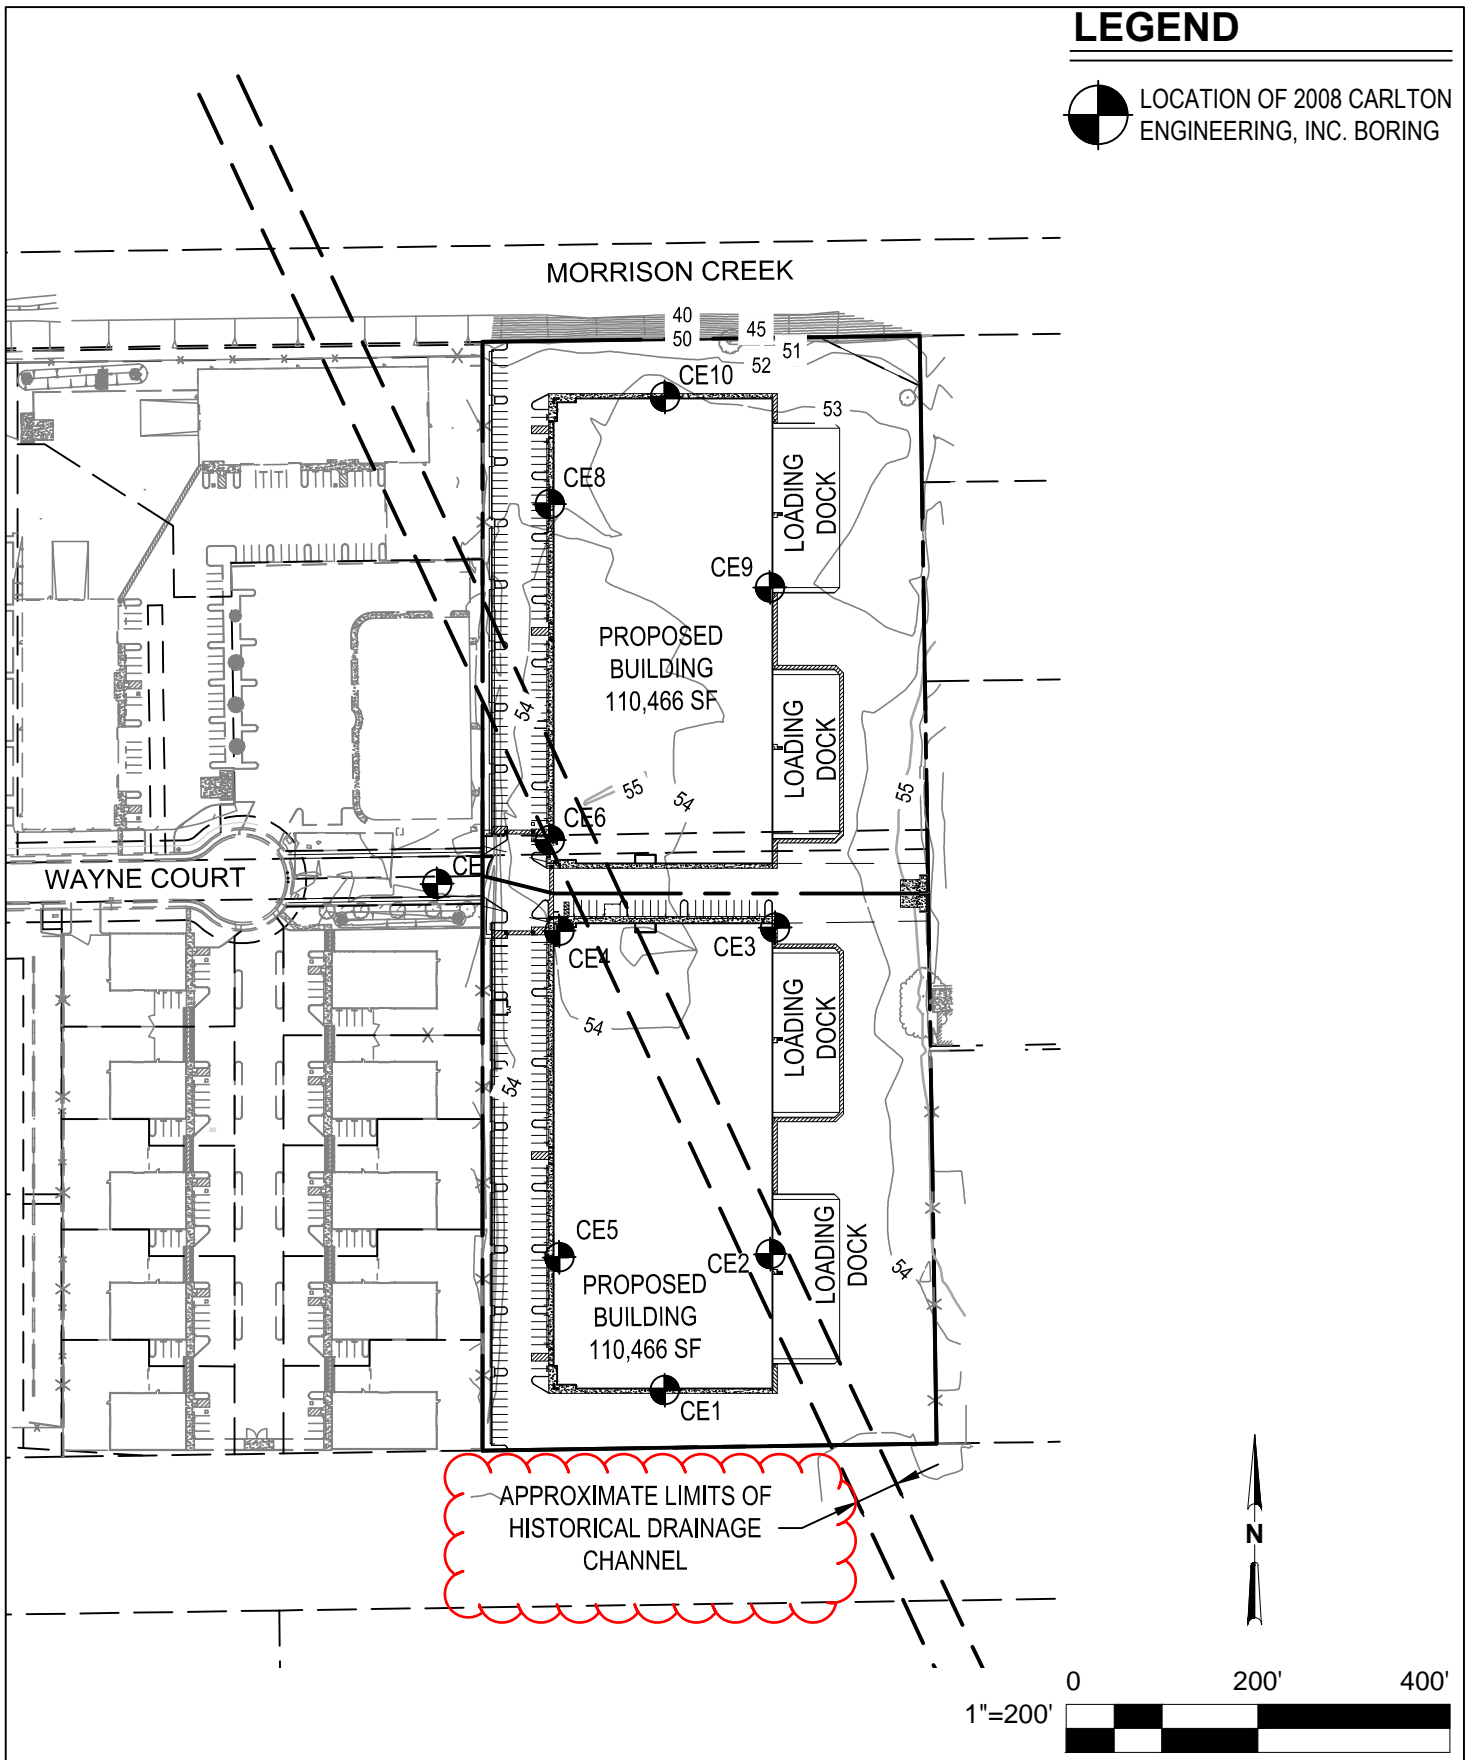 LEGEND
LOCATION OF 2008 CARLTON
ENGINEERING, INC. BORING
MORRISON CREEK
40
45
50
51
52
CE10
53
CE8
LOADING
DOCK
CE9
PROPOSED
BUILDING
110,466 SF
54
LOADING
DOCK
55
54
55
CE6
WAYNE COURT
CE
CE4
CE3
LOADING
DOCK
54
54
CE5
CE2
LOADING
DOCK
54
PROPOSED
BUILDING
110,466 SF
CE1
APPROXIMATE LIMITS OF
HISTORICAL DRAINAGE
CHANNEL
N
0 200' 400'
1"=200'